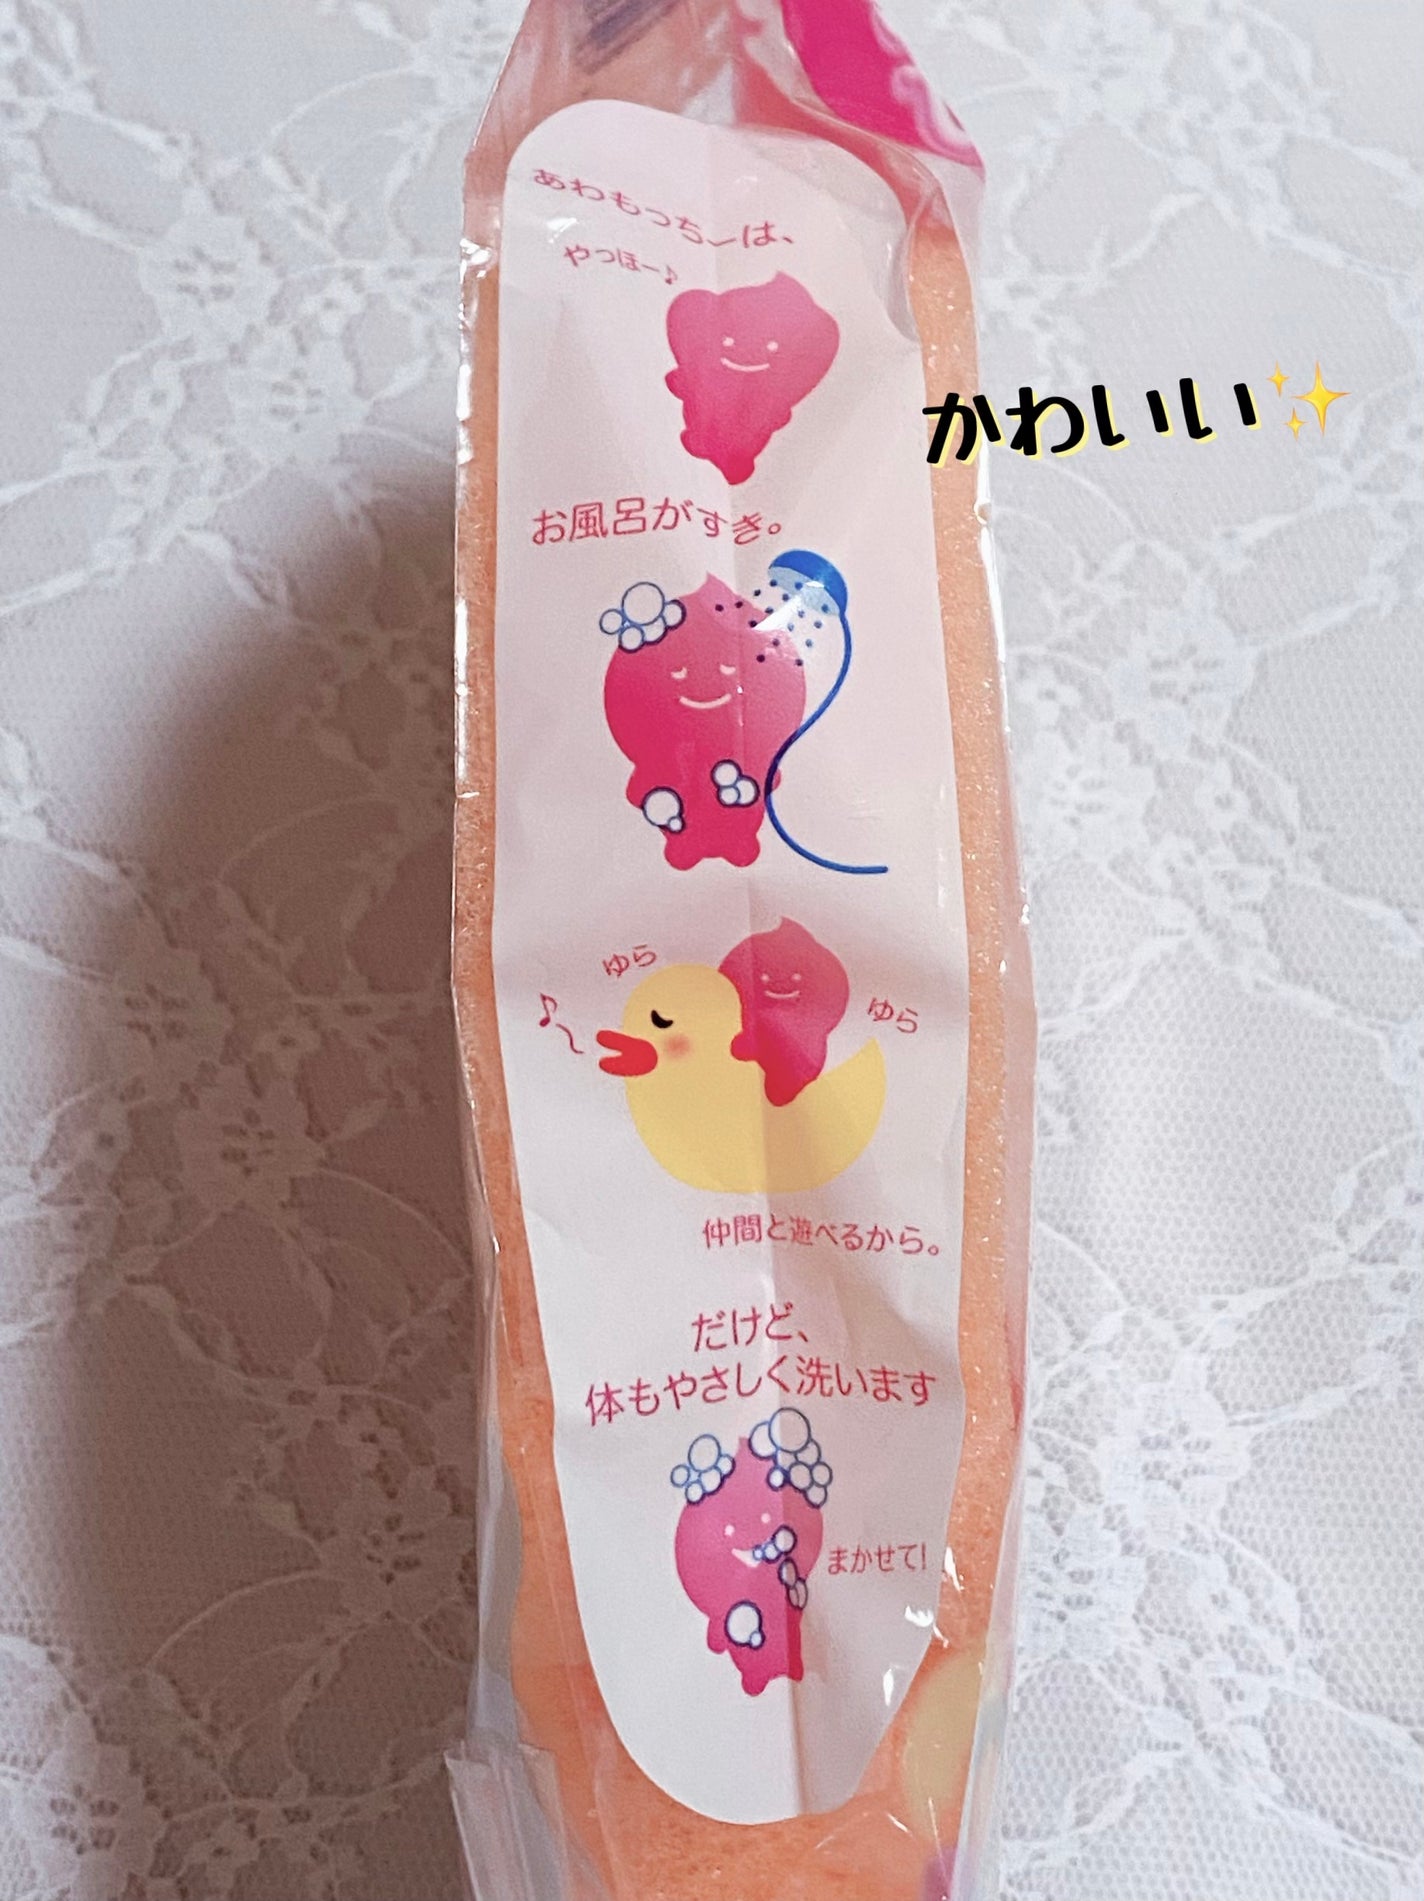 あわもっちーは、
やっほー♪
かわいい✨
お風呂がすき。
ゆら
ゆら
仲間と遊べるから。
だけど、
体もやさしく洗います
まかせて!